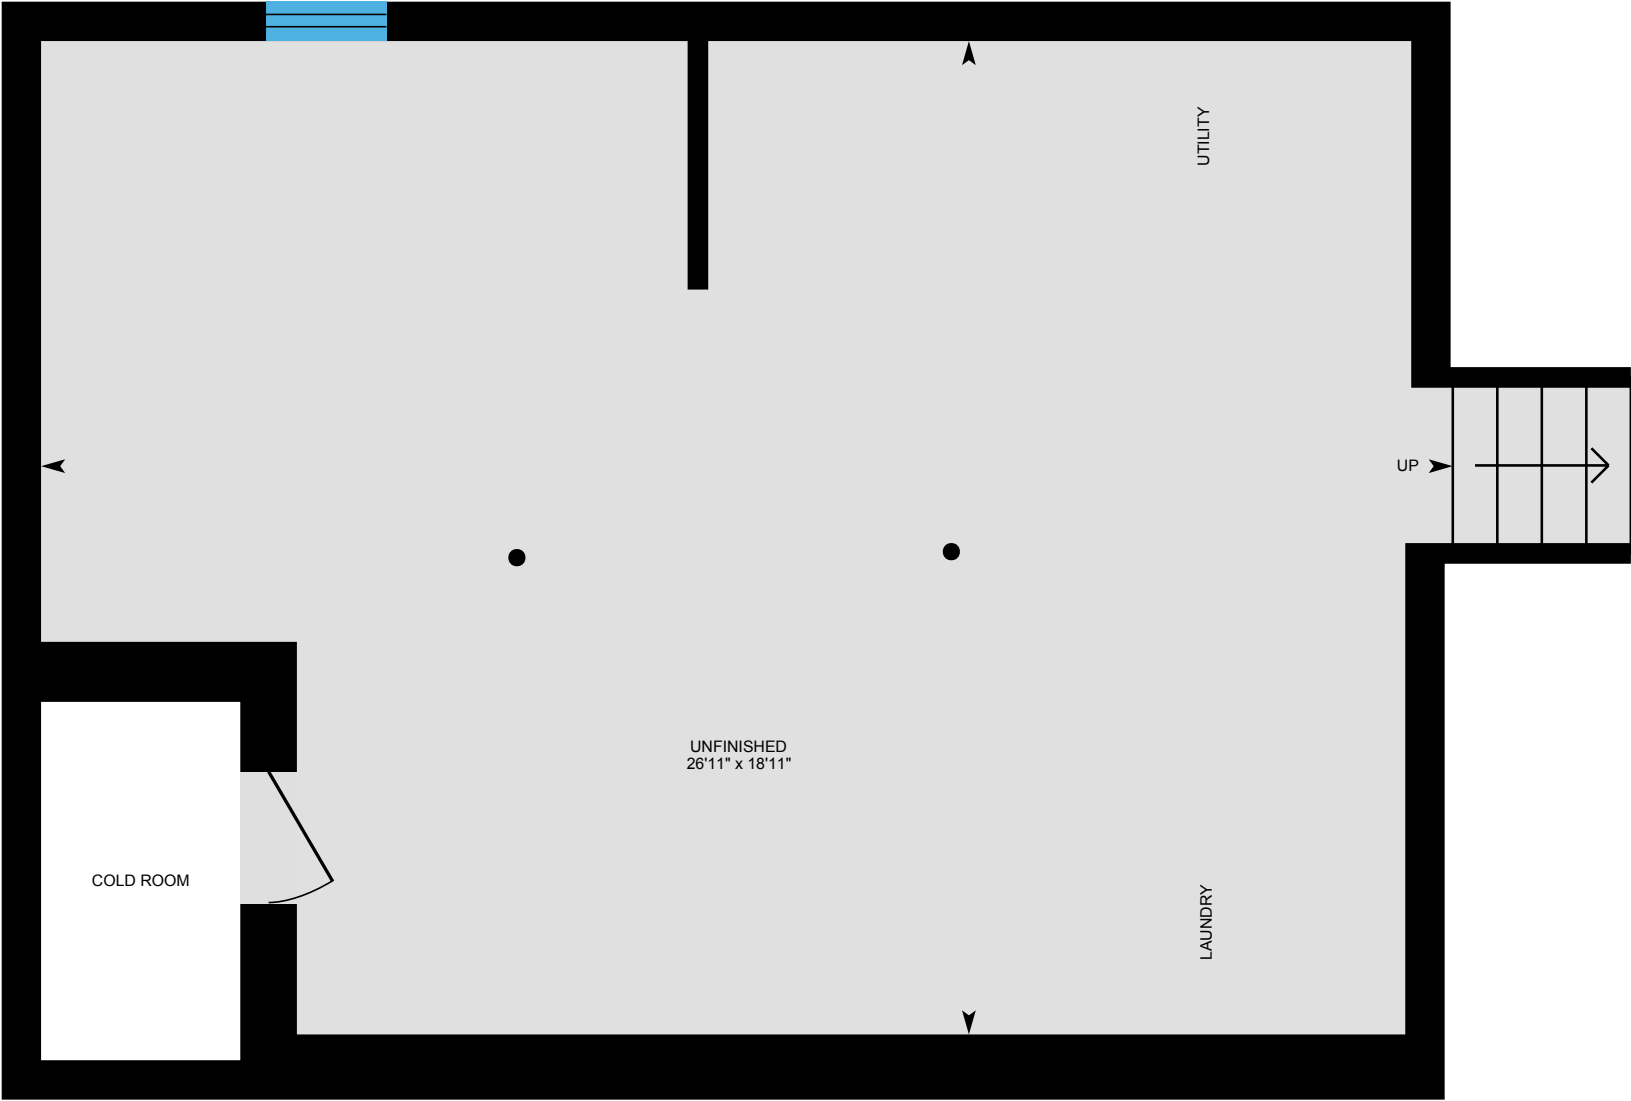 UTILITY
UP
UNFINISHED
26'11" x 18'11"
COLD ROOM
LAUNDRY